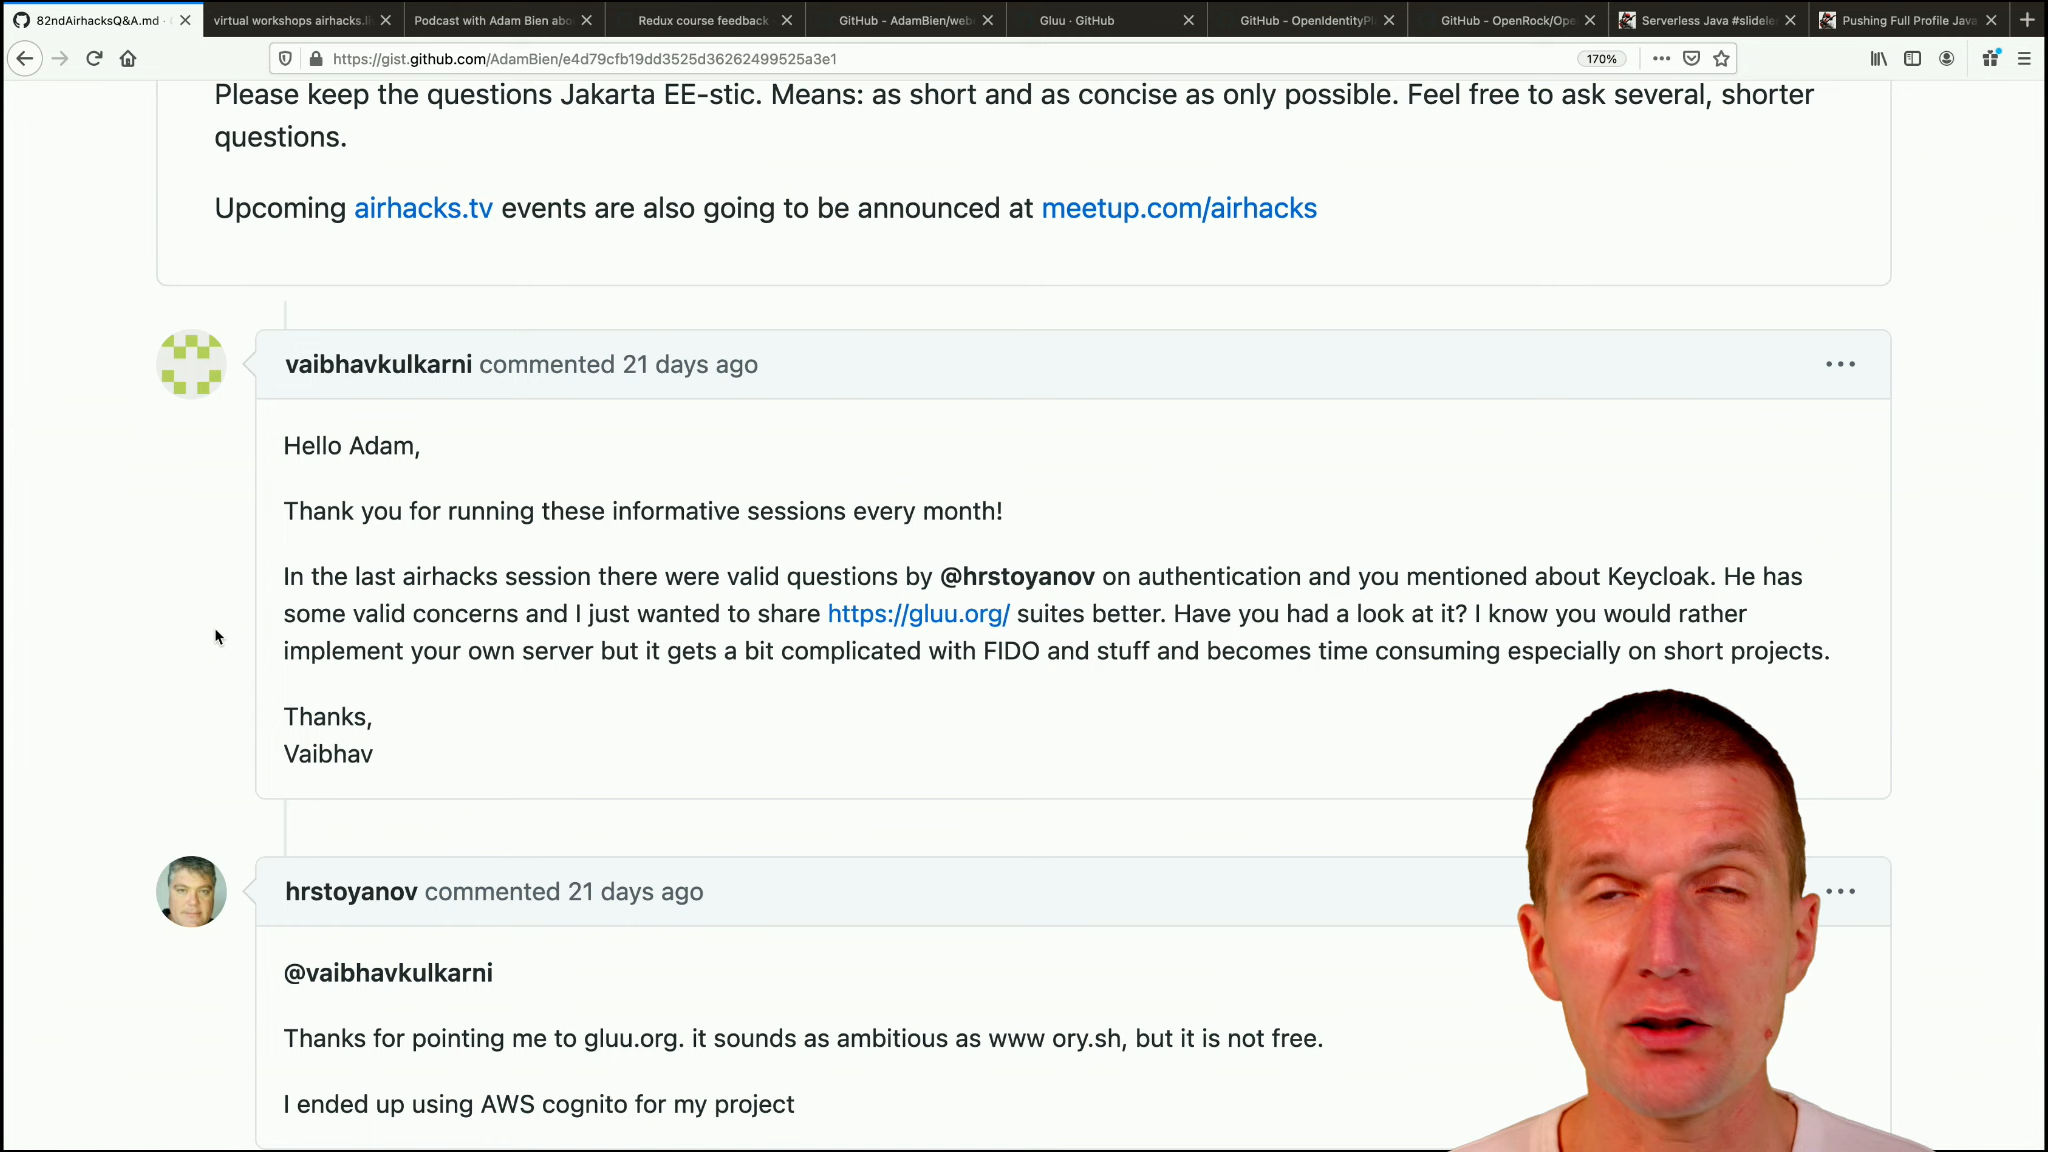 82ndAirhacksQ&A.md ·
virtual workshops airhacks.li
Podcast with Adam Bien abo
Redux course feedback
GitHub - AdamBien/web
Gluu · GitHub
GitHub - OpenIdentityPl
GitHub - OpenRock/Ope
Serverless Java #slidele
Pushing Full Profile Java
https://gist.github.com/AdamBien/e4d79cfb19dd3525d36262499525a3e1
170%
Please keep the questions Jakarta EE-stic. Means: as short and as concise as only possible. Feel free to ask several, shorter
questions.
Upcoming airhacks.tv events are also going to be announced at meetup.com/airhacks
vaibhavkulkarni commented 21 days ago
Hello Adam,
Thank you for running these informative sessions every month!
In the last airhacks session there were valid questions by @hrstoyanov on authentication and you mentioned about Keycloak. He has
some valid concerns and I just wanted to share https://gluu.org/ suites better. Have you had a look at it? I know you would rather
implement your own server but it gets a bit complicated with FIDO and stuff and becomes time consuming especially on short projects.
Thanks,
Vaibhav
hrstoyanov commented 21 days ago
@vaibhavkulkarni
Thanks for pointing me to gluu.org. it sounds as ambitious as www ory.sh, but it is not free.
I ended up using AWS cognito for my project